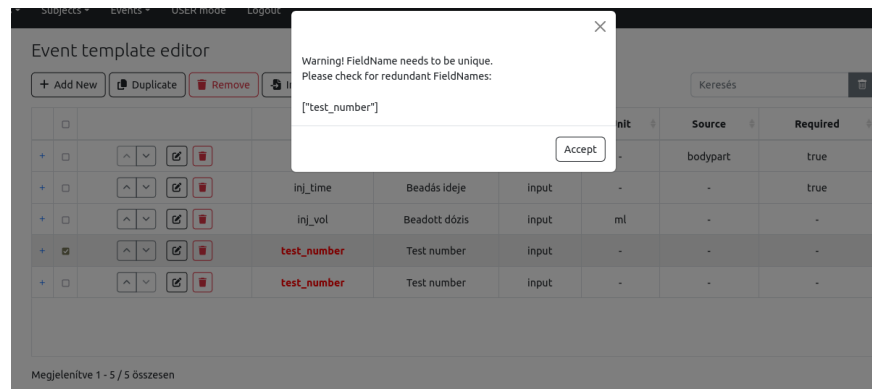 Subjects Events USER mode Logout
Event template editor
+ Add New Duplicate Remove
Keresés
Warning! FieldName needs to be unique.
Please check for redundant FieldNames:
["test_number"]
Accept
Source Required
- bodypart true
inj_time Beadás ideje input - - true
inj_vol Beadott dózis input ml - -
test_number Test number input - - -
test_number Test number input - - -
Megjelenítve 1 - 5 / 5 összesen